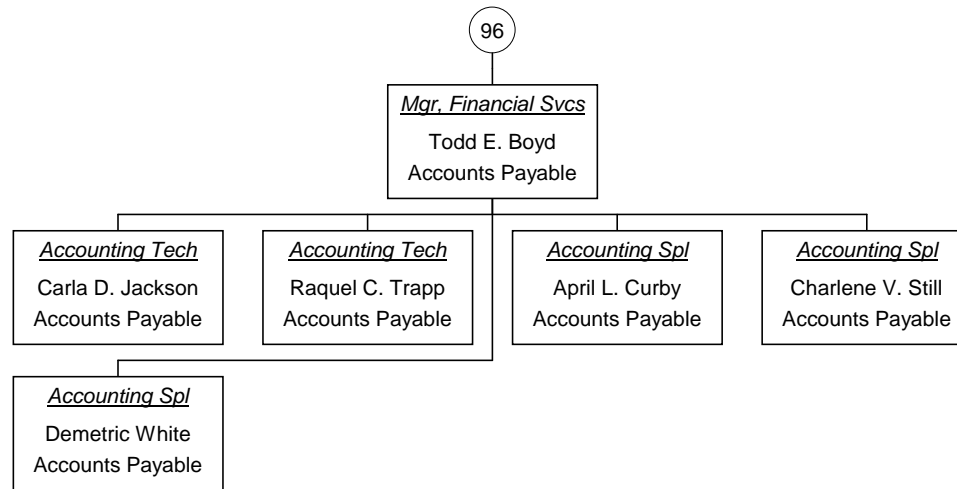 96
Mgr, Financial Svcs
Todd E. Boyd
Accounts Payable
Accounting Tech
Carla D. Jackson
Accounts Payable
Accounting Tech
Raquel C. Trapp
Accounts Payable
Accounting Spl
April L. Curby
Accounts Payable
Accounting Spl
Charlene V. Still
Accounts Payable
Accounting Spl
Demetric White
Accounts Payable